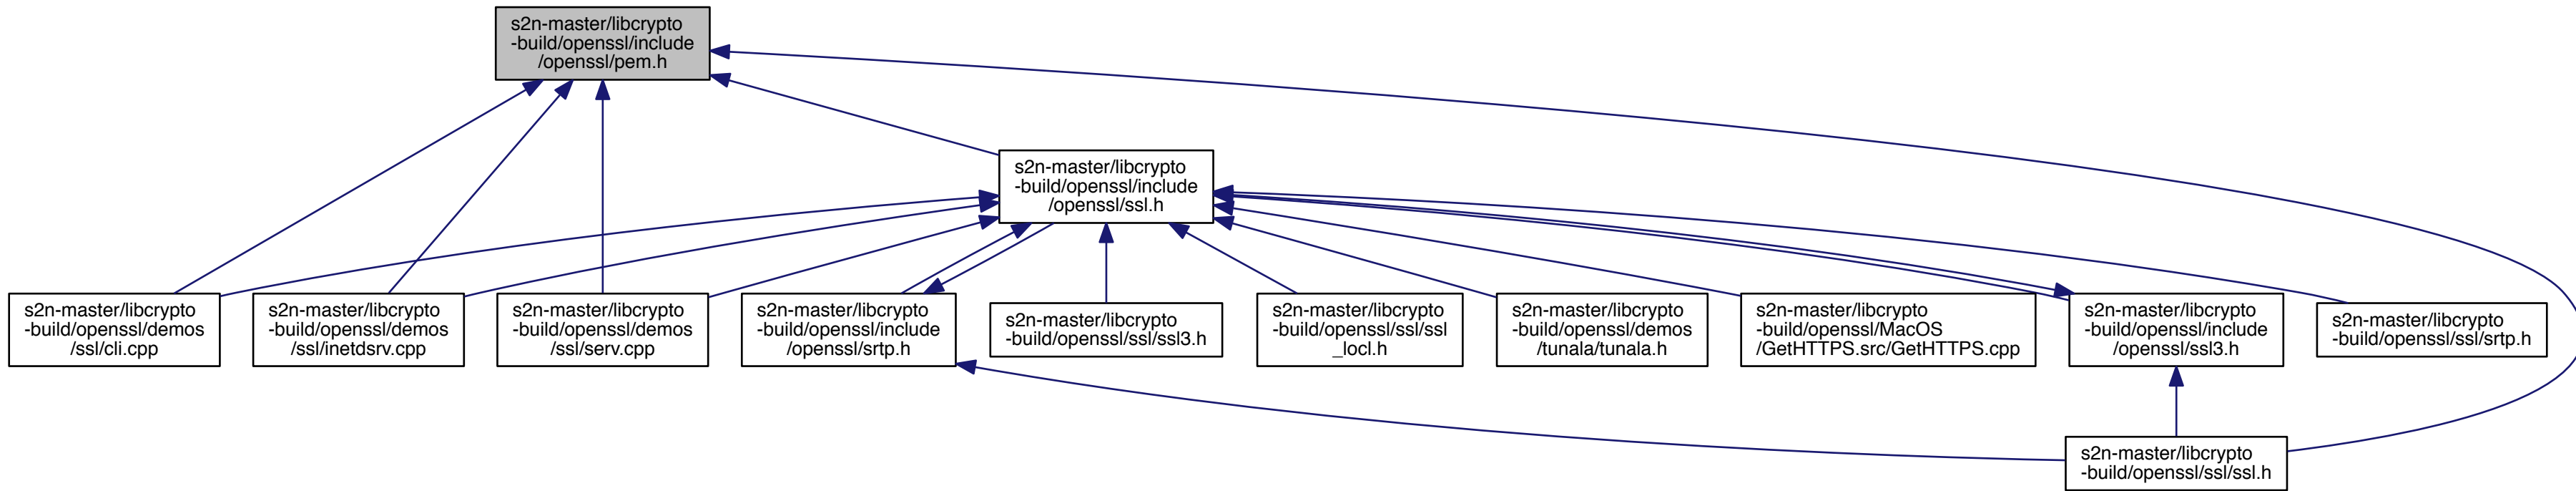 s2n-master/libcrypto
-build/openssl/include
/openssl/pem.h
s2n-master/libcrypto
-build/openssl/include
/openssl/ssl.h
s2n-master/libcrypto
-build/openssl/demos
/ssl/cli.cpp
s2n-master/libcrypto
-build/openssl/demos
/ssl/inetdsrv.cpp
s2n-master/libcrypto
-build/openssl/demos
/ssl/serv.cpp
s2n-master/libcrypto
-build/openssl/include
/openssl/srtp.h
s2n-master/libcrypto
-build/openssl/ssl/ssl3.h
s2n-master/libcrypto
-build/openssl/ssl/ssl
_locl.h
s2n-master/libcrypto
-build/openssl/demos
/tunala/tunala.h
s2n-master/libcrypto
-build/openssl/MacOS
/GetHTTPS.src/GetHTTPS.cpp
s2n-master/libcrypto
-build/openssl/include
/openssl/ssl3.h
s2n-master/libcrypto
-build/openssl/ssl/srtp.h
s2n-master/libcrypto
-build/openssl/ssl/ssl.h